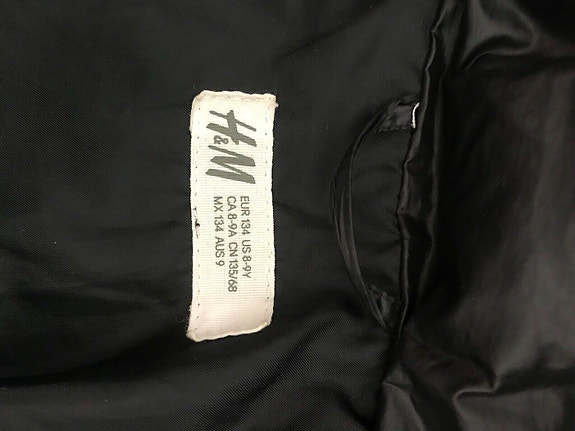 H&M
EUR 134 US 8-9Y
CA 8-9A CN 135/68
MX 134 AUS 9